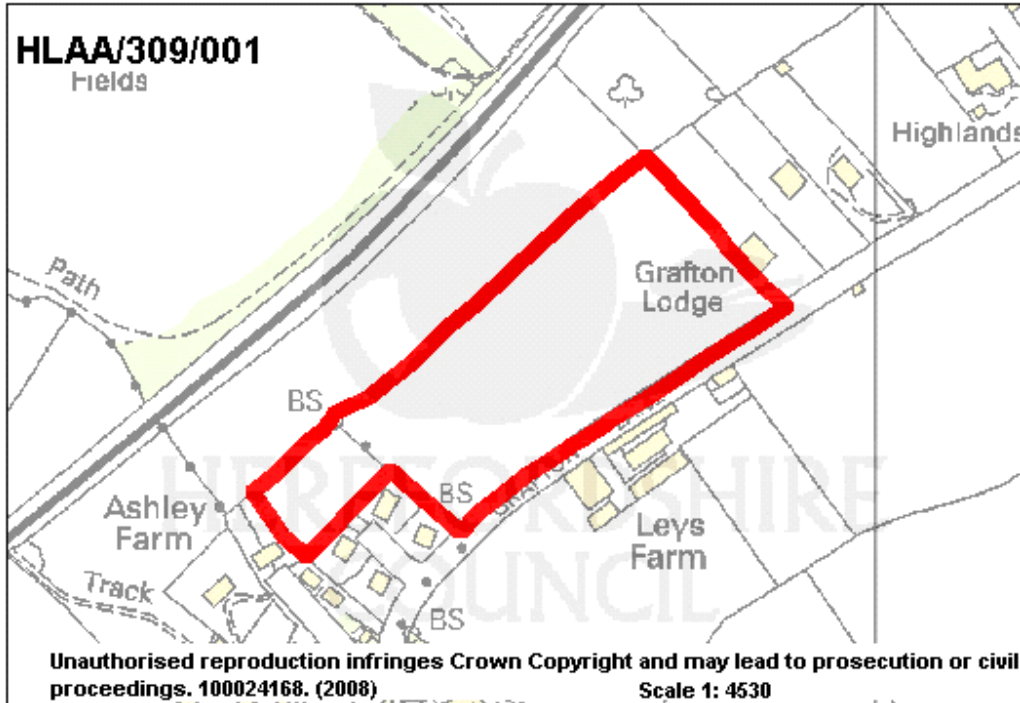 HLAA/309/001
Fields
Highlands
Path
Grafton
Lodge
BS
BS
Ashley
Farm
Leys
Farm
HEREFORDSHIRE
COUNCIL
Track
BS
Unauthorised reproduction infringes Crown Copyright and may lead to prosecution or civil
proceedings. 100024168. (2008)
Scale 1: 4530